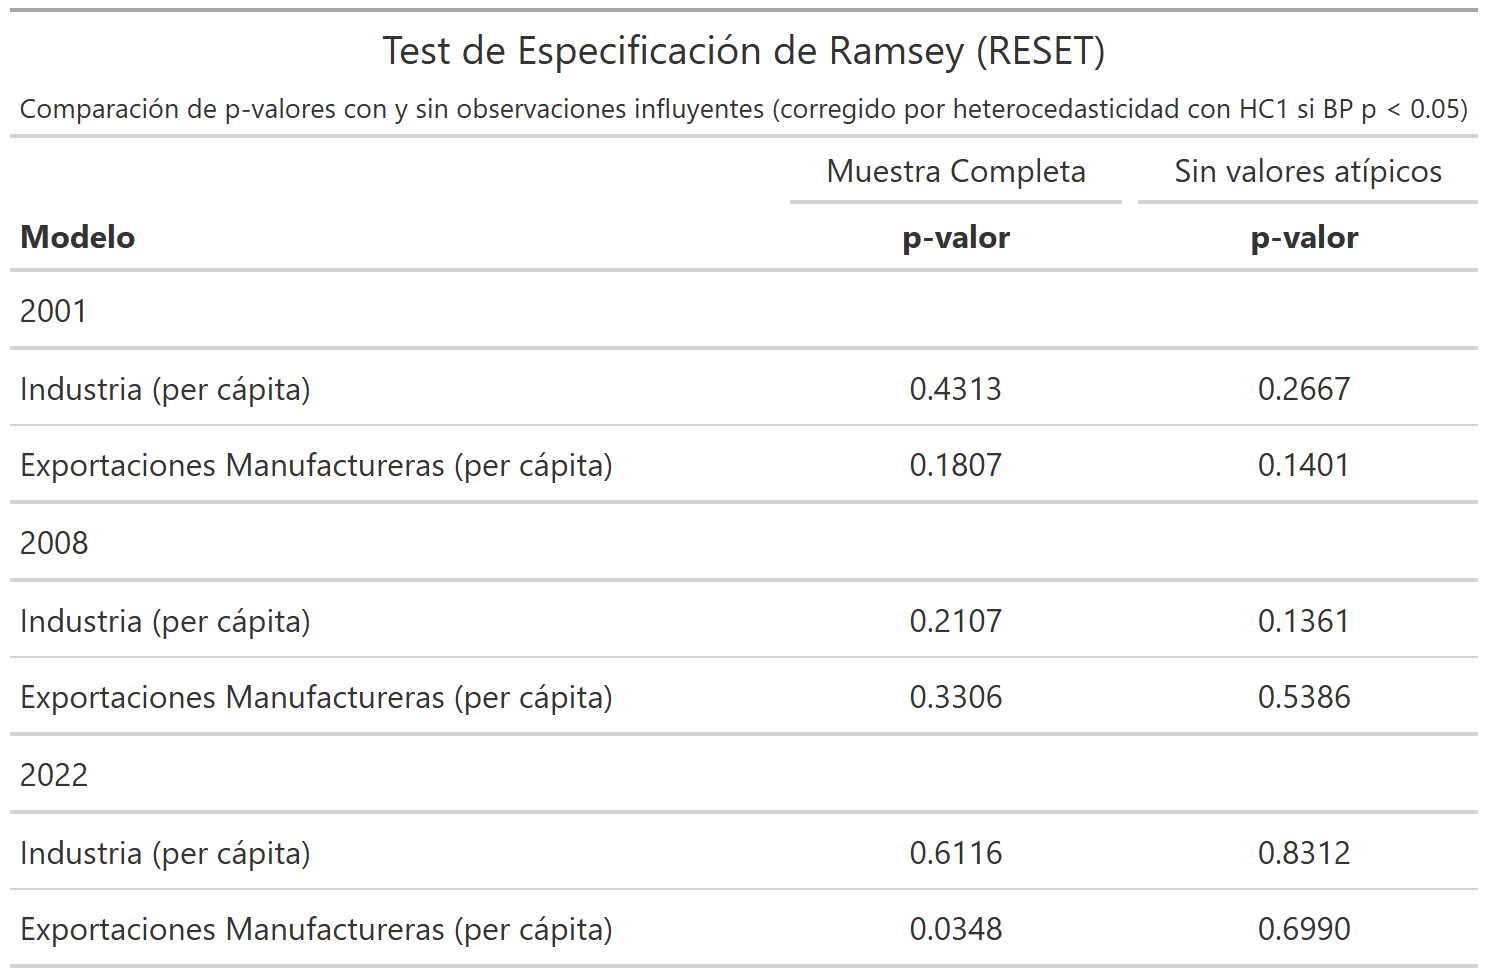 Test de Especificación de Ramsey (RESET)
Comparación de p-valores con y sin observaciones influyentes (corregido por heterocedasticidad con HC1 si BP p < 0.05)
Muestra Completa Sin valores atípicos
Modelo p-valor p-valor
2001
Industria (per cápita) 0.4313 0.2667
Exportaciones Manufactureras (per cápita) 0.1807 0.1401
2008
Industria (per cápita) 0.2107 0.1361
Exportaciones Manufactureras (per cápita) 0.3306 0.5386
2022
Industria (per cápita) 0.6116 0.8312
Exportaciones Manufactureras (per cápita) 0.0348 0.6990